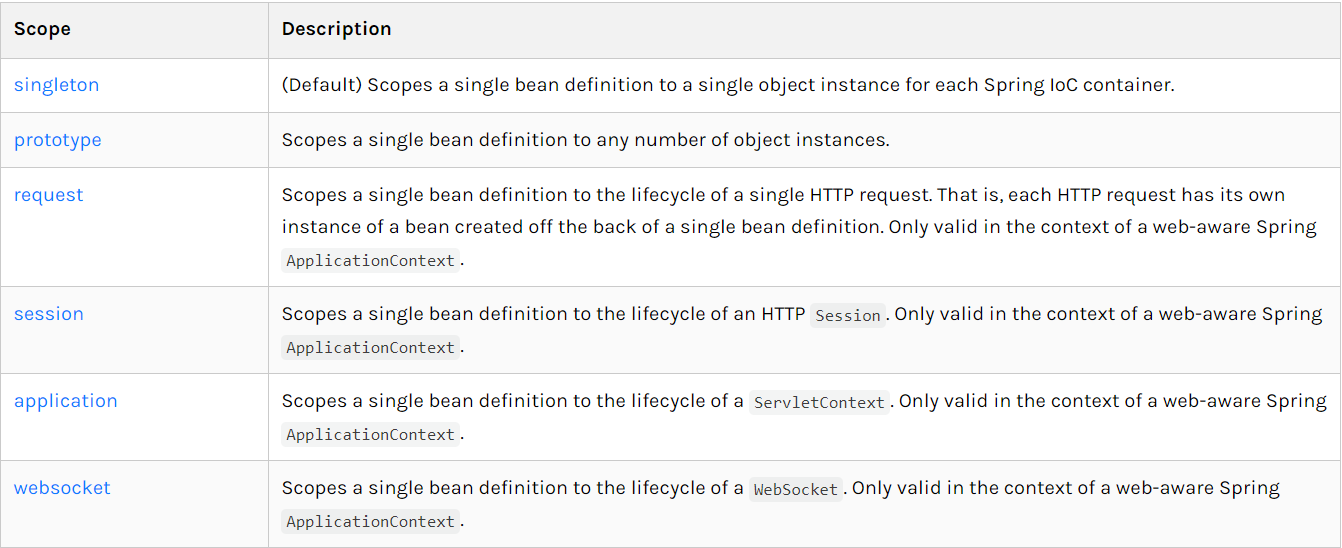 Scope Description
singleton (Default) Scopes a single bean definition to a single object instance for each Spring IoC container.
prototype Scopes a single bean definition to any number of object instances.
request Scopes a single bean definition to the lifecycle of a single HTTP request. That is, each HTTP request has its own
instance of a bean created off the back of a single bean definition. Only valid in the context of a web-aware Spring
ApplicationContext.
session Scopes a single bean definition to the lifecycle of an HTTP Session. Only valid in the context of a web-aware Spring
ApplicationContext.
application Scopes a single bean definition to the lifecycle of a ServletContext. Only valid in the context of a web-aware Spring
ApplicationContext.
websocket Scopes a single bean definition to the lifecycle of a WebSocket. Only valid in the context of a web-aware Spring
ApplicationContext.